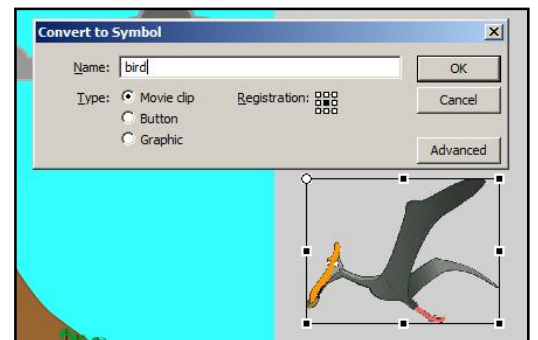 Convert to Symbol
Name: bird OK
Type: Movie clip Registration: Cancel
Button
Graphic Advanced